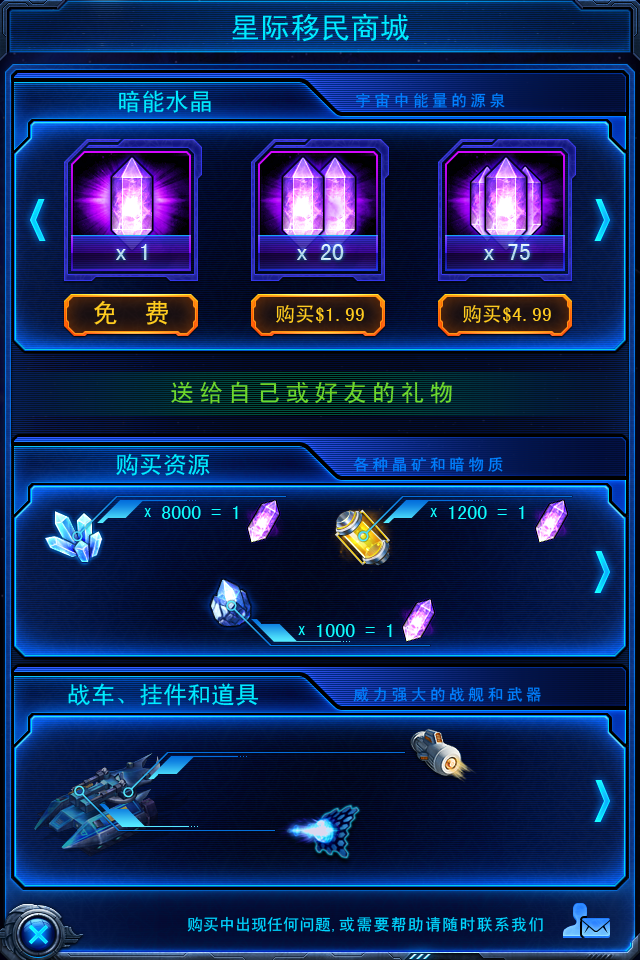 星际移民商城
暗能水晶
宇宙中能量的源泉
x 1
x 20
x 75
免 费
购买$1.99
购买$4.99
送给自己或好友的礼物
购买资源
各种晶矿和暗物质
x 8000 = 1
x 1200 = 1
x 1000 = 1
战车、挂件和道具
威力强大的战舰和武器
购买中出现任何问题,或需要帮助请随时联系我们